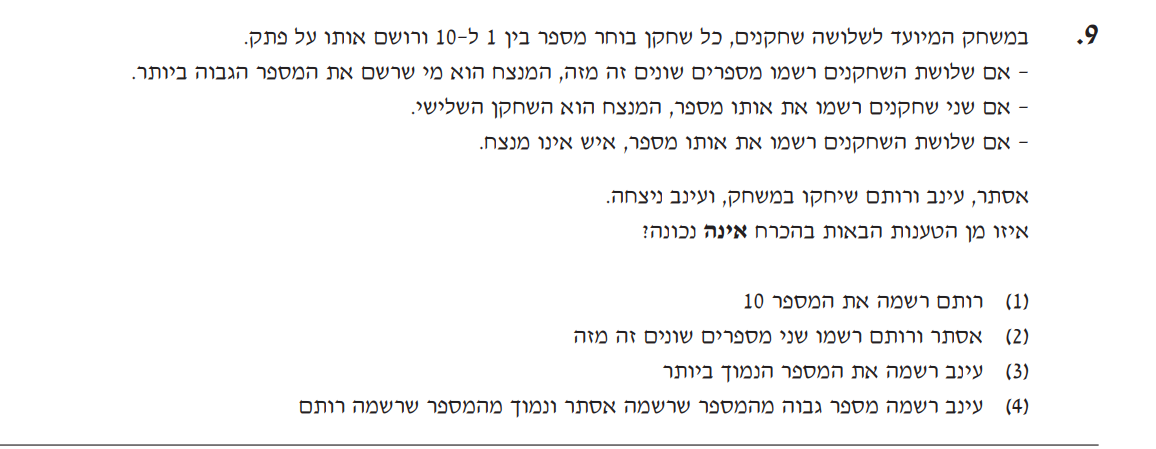 9. במשחק המיועד לשלושה שחקנים, כל שחקן בוחר מספר בין 1 ל-10 ורושם אותו על פתק.
- אם שלושת השחקנים רשמו מספרים שונים זה מזה, המנצח הוא מי שרשם את המספר הגבוה ביותר.
- אם שני שחקנים רשמו את אותו מספר, המנצח הוא השחקן השלישי.
- אם שלושת השחקנים רשמו את אותו מספר, איש אינו מנצח.
אסתר, עינב ורותם שיחקו במשחק, ועינב ניצחה.
איזו מן הטענות הבאות בהכרח אינה נכונה?
(1) רותם רשמה את המספר 10
(2) אסתר ורותם רשמו שני מספרים שונים זה מזה
(3) עינב רשמה את המספר הנמוך ביותר
(4) עינב רשמה מספר גבוה מהמספר שרשמה אסתר ונמוך מהמספר שרשמה רותם